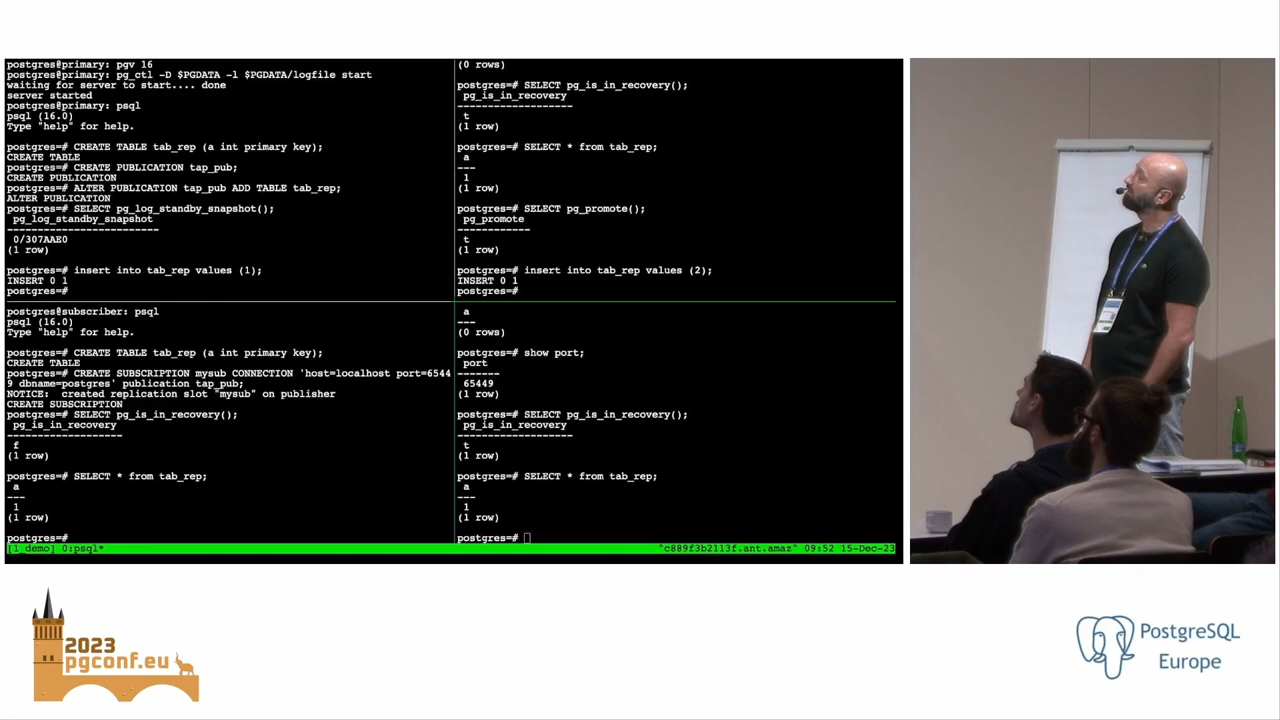 postgres@primary: pgv 16
postgres@primary: pg_ctl -D $PGDATA -l $PGDATA/logfile start
waiting for server to start.... done
server started
postgres@primary: psql
psql (16.0)
Type "help" for help.
postgres=# CREATE TABLE tab_rep (a int primary key);
CREATE TABLE
postgres=# CREATE PUBLICATION tap_pub;
CREATE PUBLICATION
postgres=# ALTER PUBLICATION tap_pub ADD TABLE tab_rep;
ALTER PUBLICATION
postgres=# SELECT pg_log_standby_snapshot();
pg_log_standby_snapshot
-------------------------
0/307AAE0
(1 row)
postgres=# insert into tab_rep values (1);
INSERT 0 1
postgres=#
(0 rows)
postgres=# SELECT pg_is_in_recovery();
pg_is_in_recovery
-------------------
t
(1 row)
postgres=# SELECT * from tab_rep;
a
---
1
(1 row)
postgres=# SELECT pg_promote();
pg_promote
------------
t
(1 row)
postgres=# insert into tab_rep values (2);
INSERT 0 1
postgres=#
postgres@subscriber: psql
psql (16.0)
Type "help" for help.
postgres=# CREATE TABLE tab_rep (a int primary key);
CREATE TABLE
postgres=# CREATE SUBSCRIPTION mysub CONNECTION 'host=localhost port=6544
9 dbname=postgres' publication tap_pub;
NOTICE:  created replication slot "mysub" on publisher
CREATE SUBSCRIPTION
postgres=# SELECT pg_is_in_recovery();
pg_is_in_recovery
-------------------
f
(1 row)
postgres=# SELECT * from tab_rep;
a
---
1
(1 row)
postgres=#
a
---
(0 rows)
postgres=# show port;
port
-------
65449
(1 row)
postgres=# SELECT pg_is_in_recovery();
pg_is_in_recovery
-------------------
t
(1 row)
postgres=# SELECT * from tab_rep;
a
---
1
(1 row)
postgres=#
[1_demo] 0:psql*
"c889f3b2113f.ant.amaz" 09:52 15-Dec-23
2023
pgconf.eu
PostgreSQL
Europe